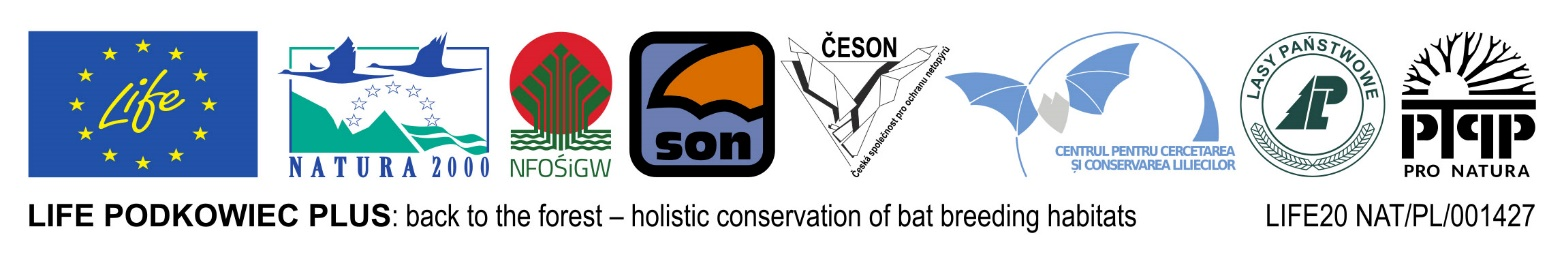 Life
NATURA 2000
NFOŚiGW
son
ČESON
Česká společnost pro ochranu netopýrů
CENTRUL PENTRU CERCETAREA
ȘI CONSERVAREA LILIECILOR
LASY PAŃSTWOWE
PTPP
PRO NATURA
LIFE PODKOWIEC PLUS: back to the forest – holistic conservation of bat breeding habitats
LIFE20 NAT/PL/001427